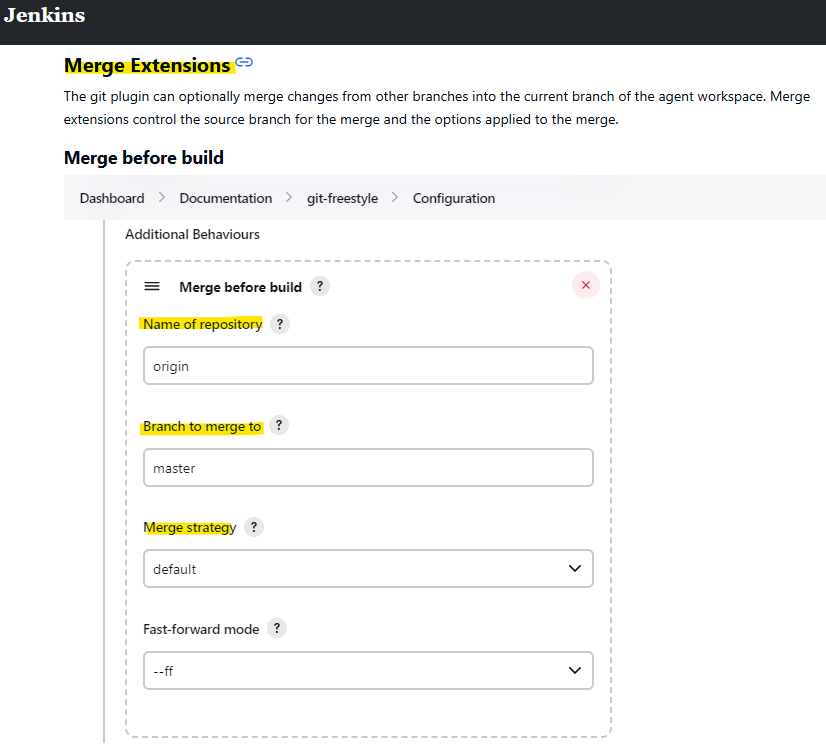 Jenkins
Merge Extensions
The git plugin can optionally merge changes from other branches into the current branch of the agent workspace. Merge
extensions control the source branch for the merge and the options applied to the merge.
Merge before build
Dashboard > Documentation > git-freestyle > Configuration
Additional Behaviours
Merge before build ?
Name of repository ?
origin
Branch to merge to ?
master
Merge strategy ?
default
Fast-forward mode ?
--ff